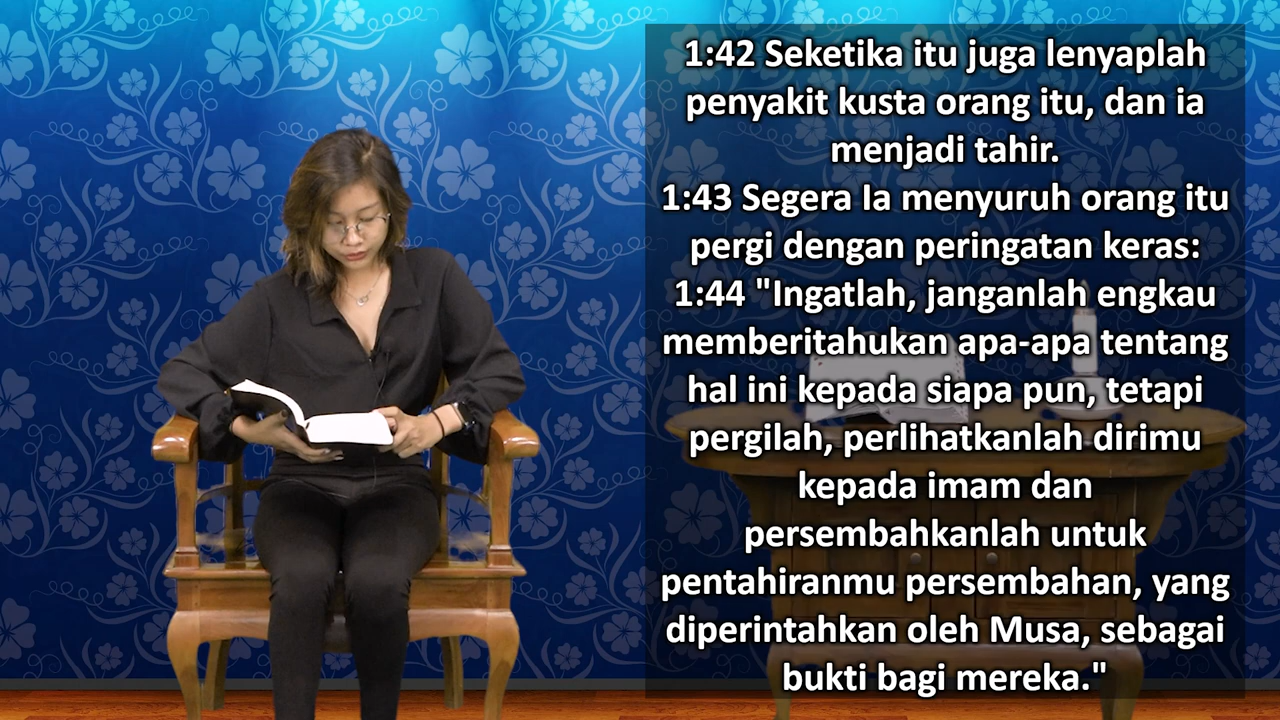 1:42 Seketika itu juga lenyaplah
penyakit kusta orang itu, dan ia
menjadi tahir.
1:43 Segera Ia menyuruh orang itu
pergi dengan peringatan keras:
1:44 "Ingatlah, janganlah engkau
memberitahukan apa-apa tentang
hal ini kepada siapa pun, tetapi
pergilah, perlihatkanlah dirimu
kepada imam dan
persembahkanlah untuk
pentahiranmu persembahan, yang
diperintahkan oleh Musa, sebagai
bukti bagi mereka."